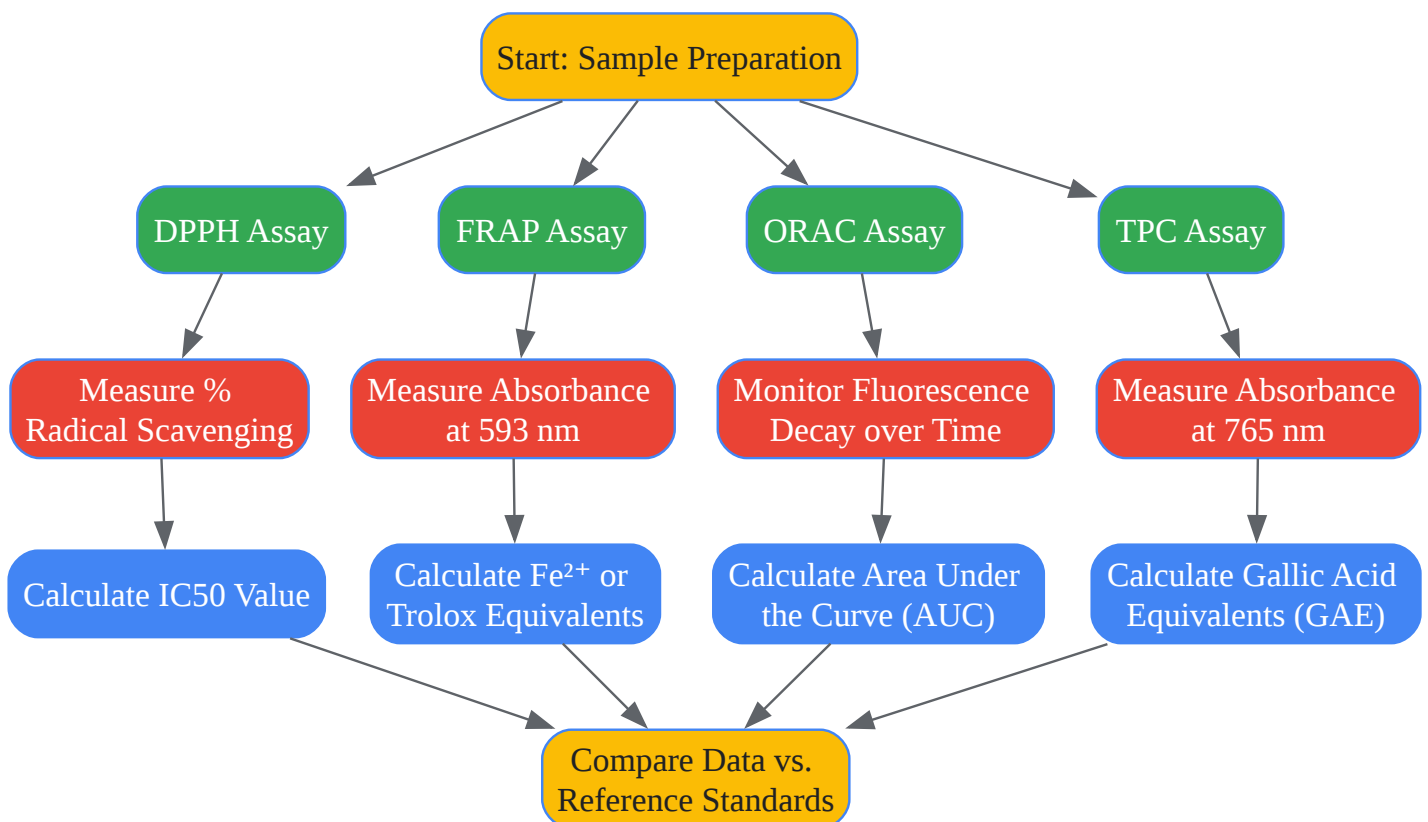 Start: Sample Preparation
DPPH Assay
FRAP Assay
ORAC Assay
TPC Assay
Measure %
Radical Scavenging
Measure Absorbance
at 593 nm
Monitor Fluorescence
Decay over Time
Measure Absorbance
at 765 nm
Calculate IC50 Value
Calculate Fe²⁺ or
Trolox Equivalents
Calculate Area Under
the Curve (AUC)
Calculate Gallic Acid
Equivalents (GAE)
Compare Data vs.
Reference Standards